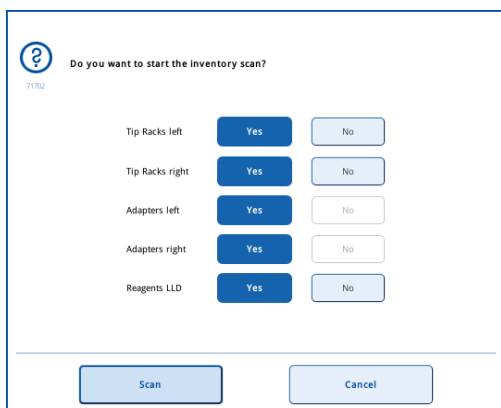 Do you want to start the inventory scan?
71702
Tip Racks left Yes No
Tip Racks right Yes No
Adapters left Yes No
Adapters right Yes No
Reagents LLD Yes No
Scan Cancel